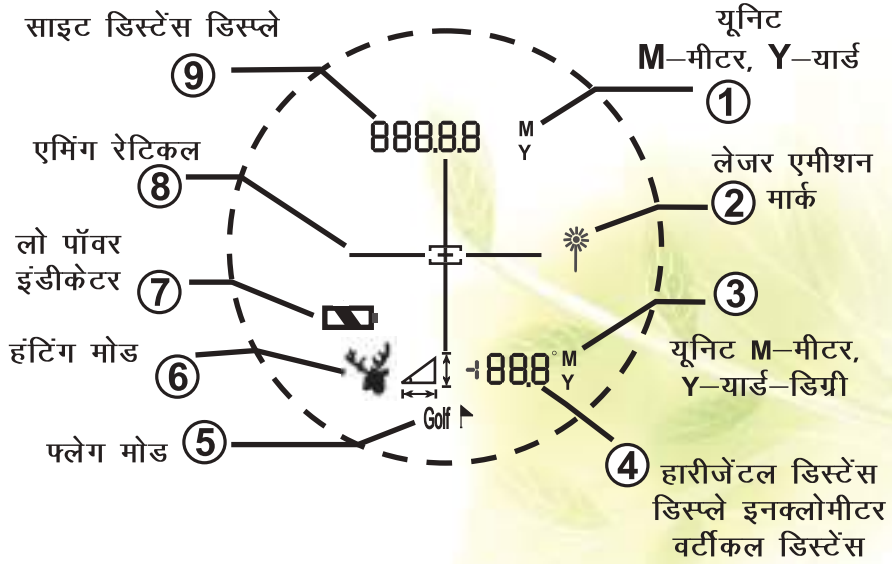 साइट डिस्टेंस डिस्प्ले
9
यूनिट
M–मीटर, Y–यार्ड
1
888.8.8
M
Y
एमिंग रेटिकल
8
लेजर एमीशन
मार्क
2
लो पॉवर
इंडीकेटर
7
3
यूनिट M–मीटर,
Y–यार्ड–डिग्री
हंटिंग मोड
6
-188.8°
M
Y
Golf
फ्लेग मोड
5
4
हारीजेंटल डिस्टेंस
डिस्प्ले इनक्लोमीटर
वर्टीकल डिस्टेंस